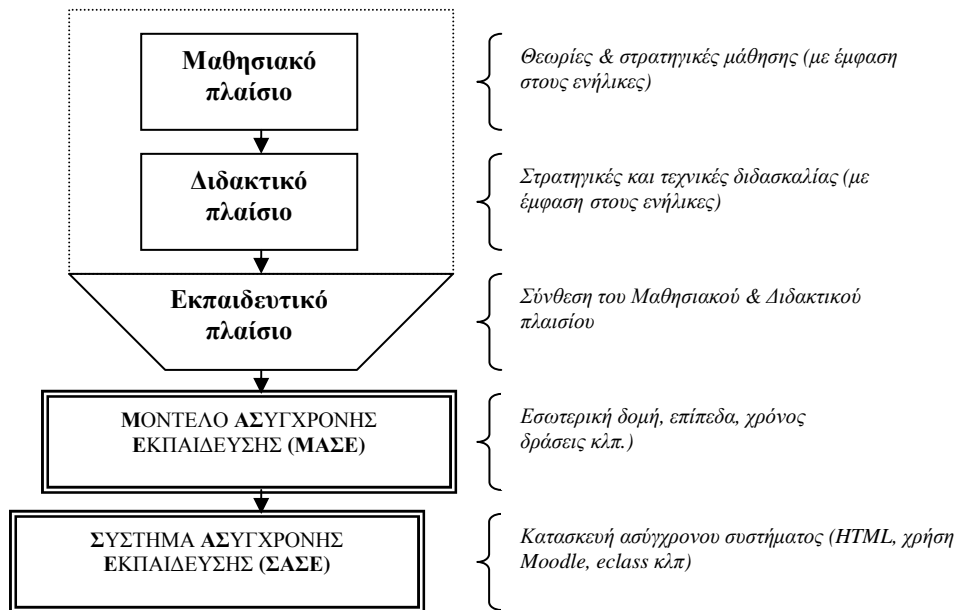 Μαθησιακό
πλαίσιο
Θεωρίες & στρατηγικές μάθησης (με έμφαση
στους ενήλικες)
Διδακτικό
πλαίσιο
Στρατηγικές και τεχνικές διδασκαλίας (με
έμφαση στους ενήλικες)
Εκπαιδευτικό
πλαίσιο
Σύνθεση του Μαθησιακού & Διδακτικού
πλαισίου
ΜΟΝΤΕΛΟ ΑΣΥΓΧΡΟΝΗΣ
ΕΚΠΑΙΔΕΥΣΗΣ (ΜΑΣΕ)
Εσωτερική δομή, επίπεδα, χρόνος
δράσεις κλπ.)
ΣΥΣΤΗΜΑ ΑΣΥΓΧΡΟΝΗΣ
ΕΚΠΑΙΔΕΥΣΗΣ (ΣΑΣΕ)
Κατασκευή ασύγχρονου συστήματος (HTML, χρήση
Moodle, eclass κλπ)